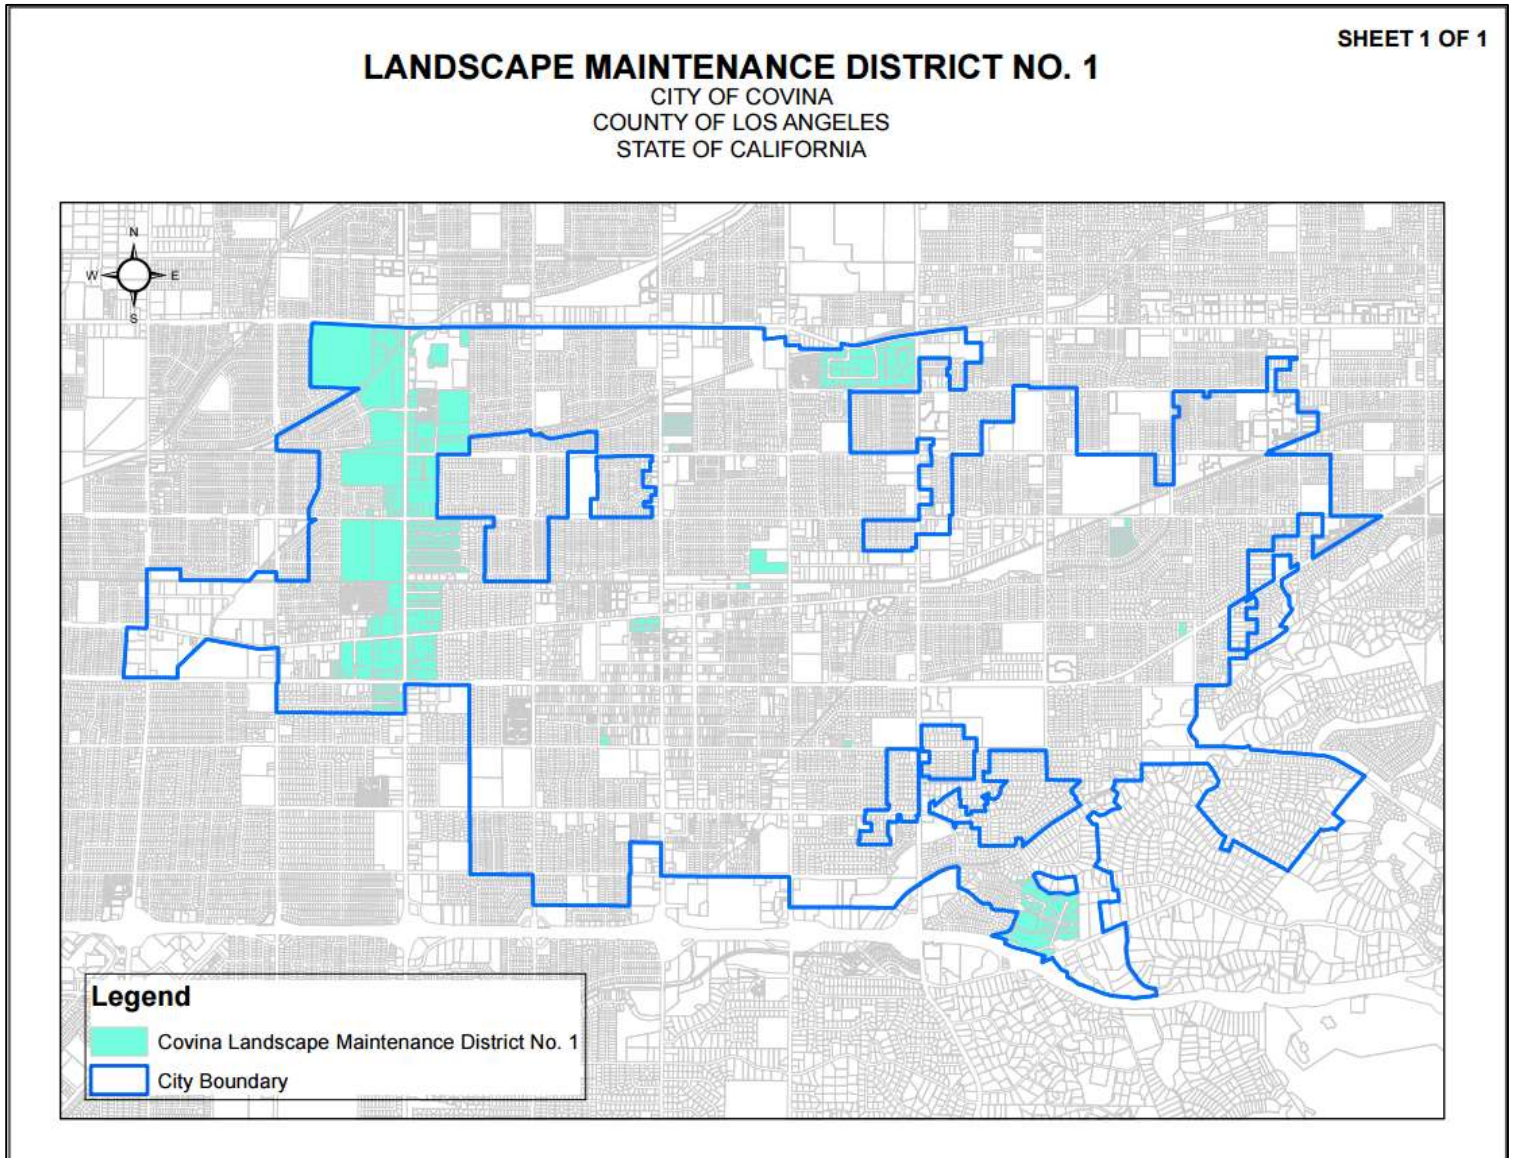 SHEET 1 OF 1
LANDSCAPE MAINTENANCE DISTRICT NO. 1
CITY OF COVINA
COUNTY OF LOS ANGELES
STATE OF CALIFORNIA
N
W E
S
Legend
Covina Landscape Maintenance District No. 1
City Boundary